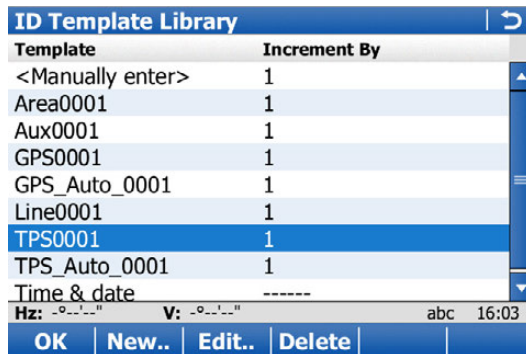 ID Template Library
Template Increment By
<Manually enter> 1
Area0001 1
Aux0001 1
GPS0001 1
GPS_Auto_0001 1
Line0001 1
TPS0001 1
TPS_Auto_0001 1
Time & date ------
Hz: -°--'--" V: -°--'--" abc 16:03
OK New.. Edit.. Delete